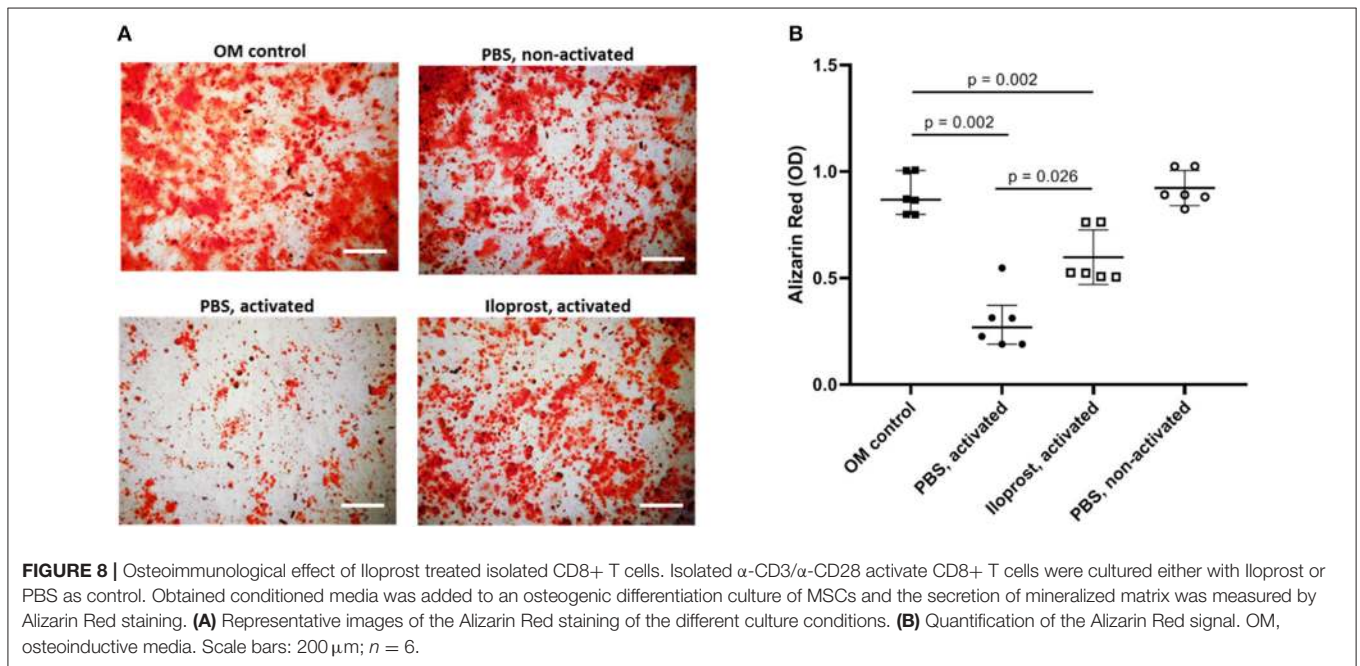 A
OM control
PBS, non-activated
PBS, activated
Iloprost, activated
B
1.5
1.0
0.5
0.0
Alizarin Red (OD)
p = 0.002
p = 0.002
p = 0.026
OM control
PBS, activated
Iloprost, activated
PBS, non-activated
FIGURE 8 | Osteoimmunological effect of Iloprost treated isolated CD8+ T cells. Isolated α-CD3/α-CD28 activate CD8+ T cells were cultured either with Iloprost or
PBS as control. Obtained conditioned media was added to an osteogenic differentiation culture of MSCs and the secretion of mineralized matrix was measured by
Alizarin Red staining. (A) Representative images of the Alizarin Red staining of the different culture conditions. (B) Quantification of the Alizarin Red signal. OM,
osteoinductive media. Scale bars: 200 μm; n = 6.